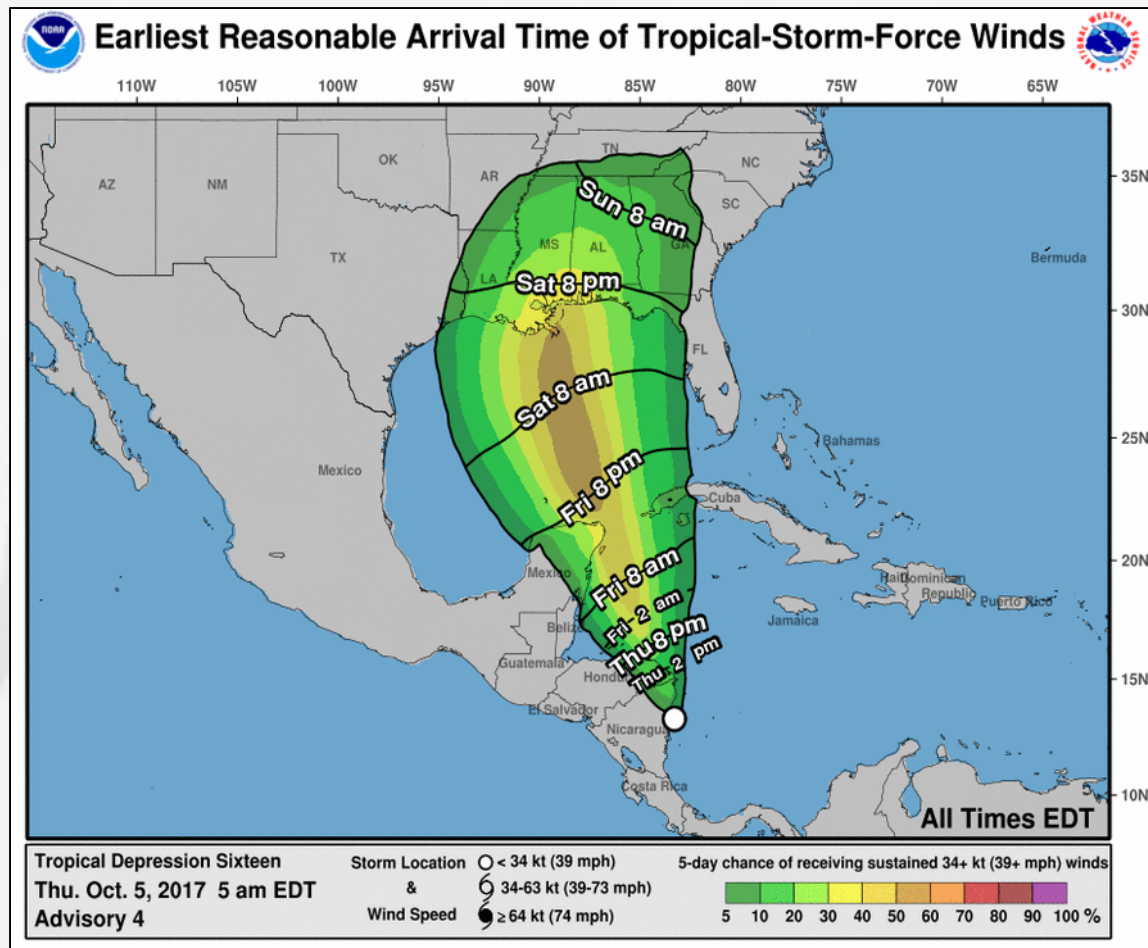 Earliest Reasonable Arrival Time of Tropical-Storm-Force Winds
NOAA
NATIONAL WEATHER SERVICE
110W 105W 100W 95W 90W 85W 80W 75W 70W 65W
TN
OK
NC
AR
35N
AZ
NM
Sun 8 am
SC
MS
AL
GA
TX
Bermuda
LA
Sat 8 pm
30N
FL
Sat 8 am
25N
Bahamas
Mexico
Fri 8 pm
Cuba
20N
Fri 8 am
Mexico
Dominican
Republic
Puerto Rico
Fri 2 am
Jamaica
Thu 8 pm
Guatemala
Thu 2 pm
15N
El Salvador
Nicaragua
Costa Rica
10N
All Times EDT
Tropical Depression Sixteen
Thu. Oct. 5, 2017 5 am EDT
Advisory 4
Storm Location
&
Wind Speed
< 34 kt (39 mph)
34-63 kt (39-73 mph)
≥ 64 kt (74 mph)
5-day chance of receiving sustained 34+ kt (39+ mph) winds
5 10 20 30 40 50 60 70 80 90 100 %